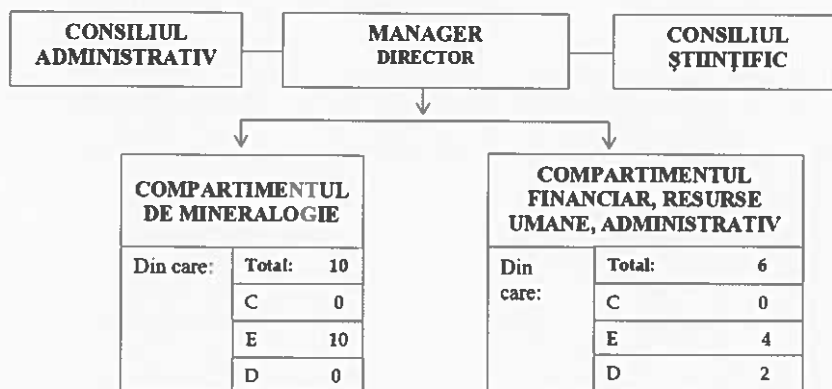 CONSILIUL
ADMINISTRATIV
MANAGER
DIRECTOR
CONSILIUL
ŞTIINŢIFIC
COMPARTIMENTUL
DE MINERALOGIE
Din care:
Total: 10
C 0
E 10
D 0
COMPARTIMENTUL
FINANCIAR, RESURSE
UMANE, ADMINISTRATIV
Din
care:
Total: 6
C 0
E 4
D 2